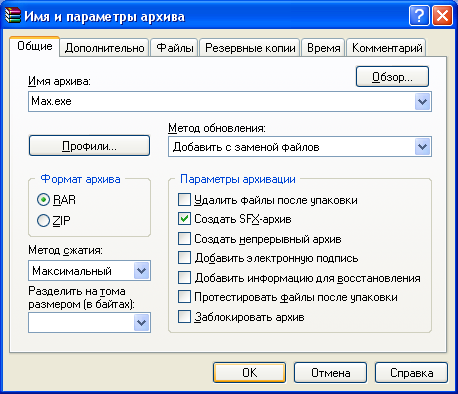 Имя и параметры архива
Общие Дополнительно Файлы Резервные копии Время Комментарий
Имя архива:
Обзор...
Max.exe
Метод обновления:
Профили...
Добавить с заменой файлов
Формат архива
RAR
ZIP
Метод сжатия:
Максимальный
Разделить на тома
размером (в байтах):
Параметры архивации
Удалить файлы после упаковки
Создать SFX-архив
Создать непрерывный архив
Добавить электронную подпись
Добавить информацию для восстановления
Протестировать файлы после упаковки
Заблокировать архив
OK Отмена Справка